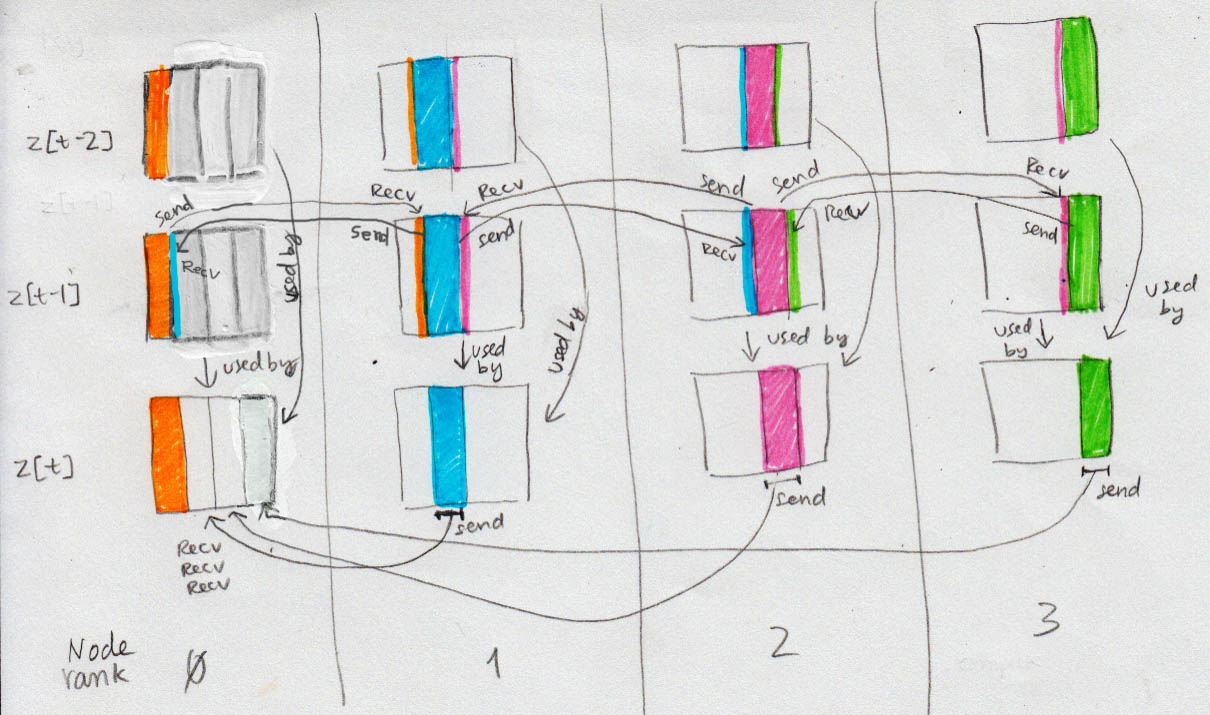 z[t-2]
send
Recv
Recv
send
send
Recv
z[t-1]
Recv
used by
send
send
used by
Recv
Recv
send
used by
used by
used by
used by
used by
used by
z[t]
Recv
Recv
Recv
send
send
send
Node rank
Ø
1
2
3